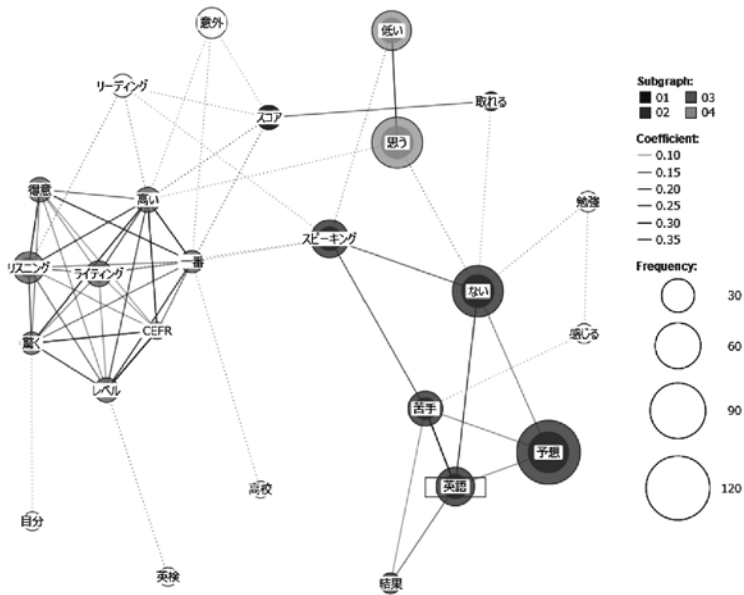 意外
低い
リーディング
スコア
取れる
思う
得意
高い
勉強
スピーキング
リスニング
ライティング
一番
ない
驚く
CEFR
感じる
レベル
苦手
予想
英語
高校
自分
英検
結果
Subgraph:
01 03
02 04
Coefficient:
0.10
0.15
0.20
0.25
0.30
0.35
Frequency:
30
60
90
120